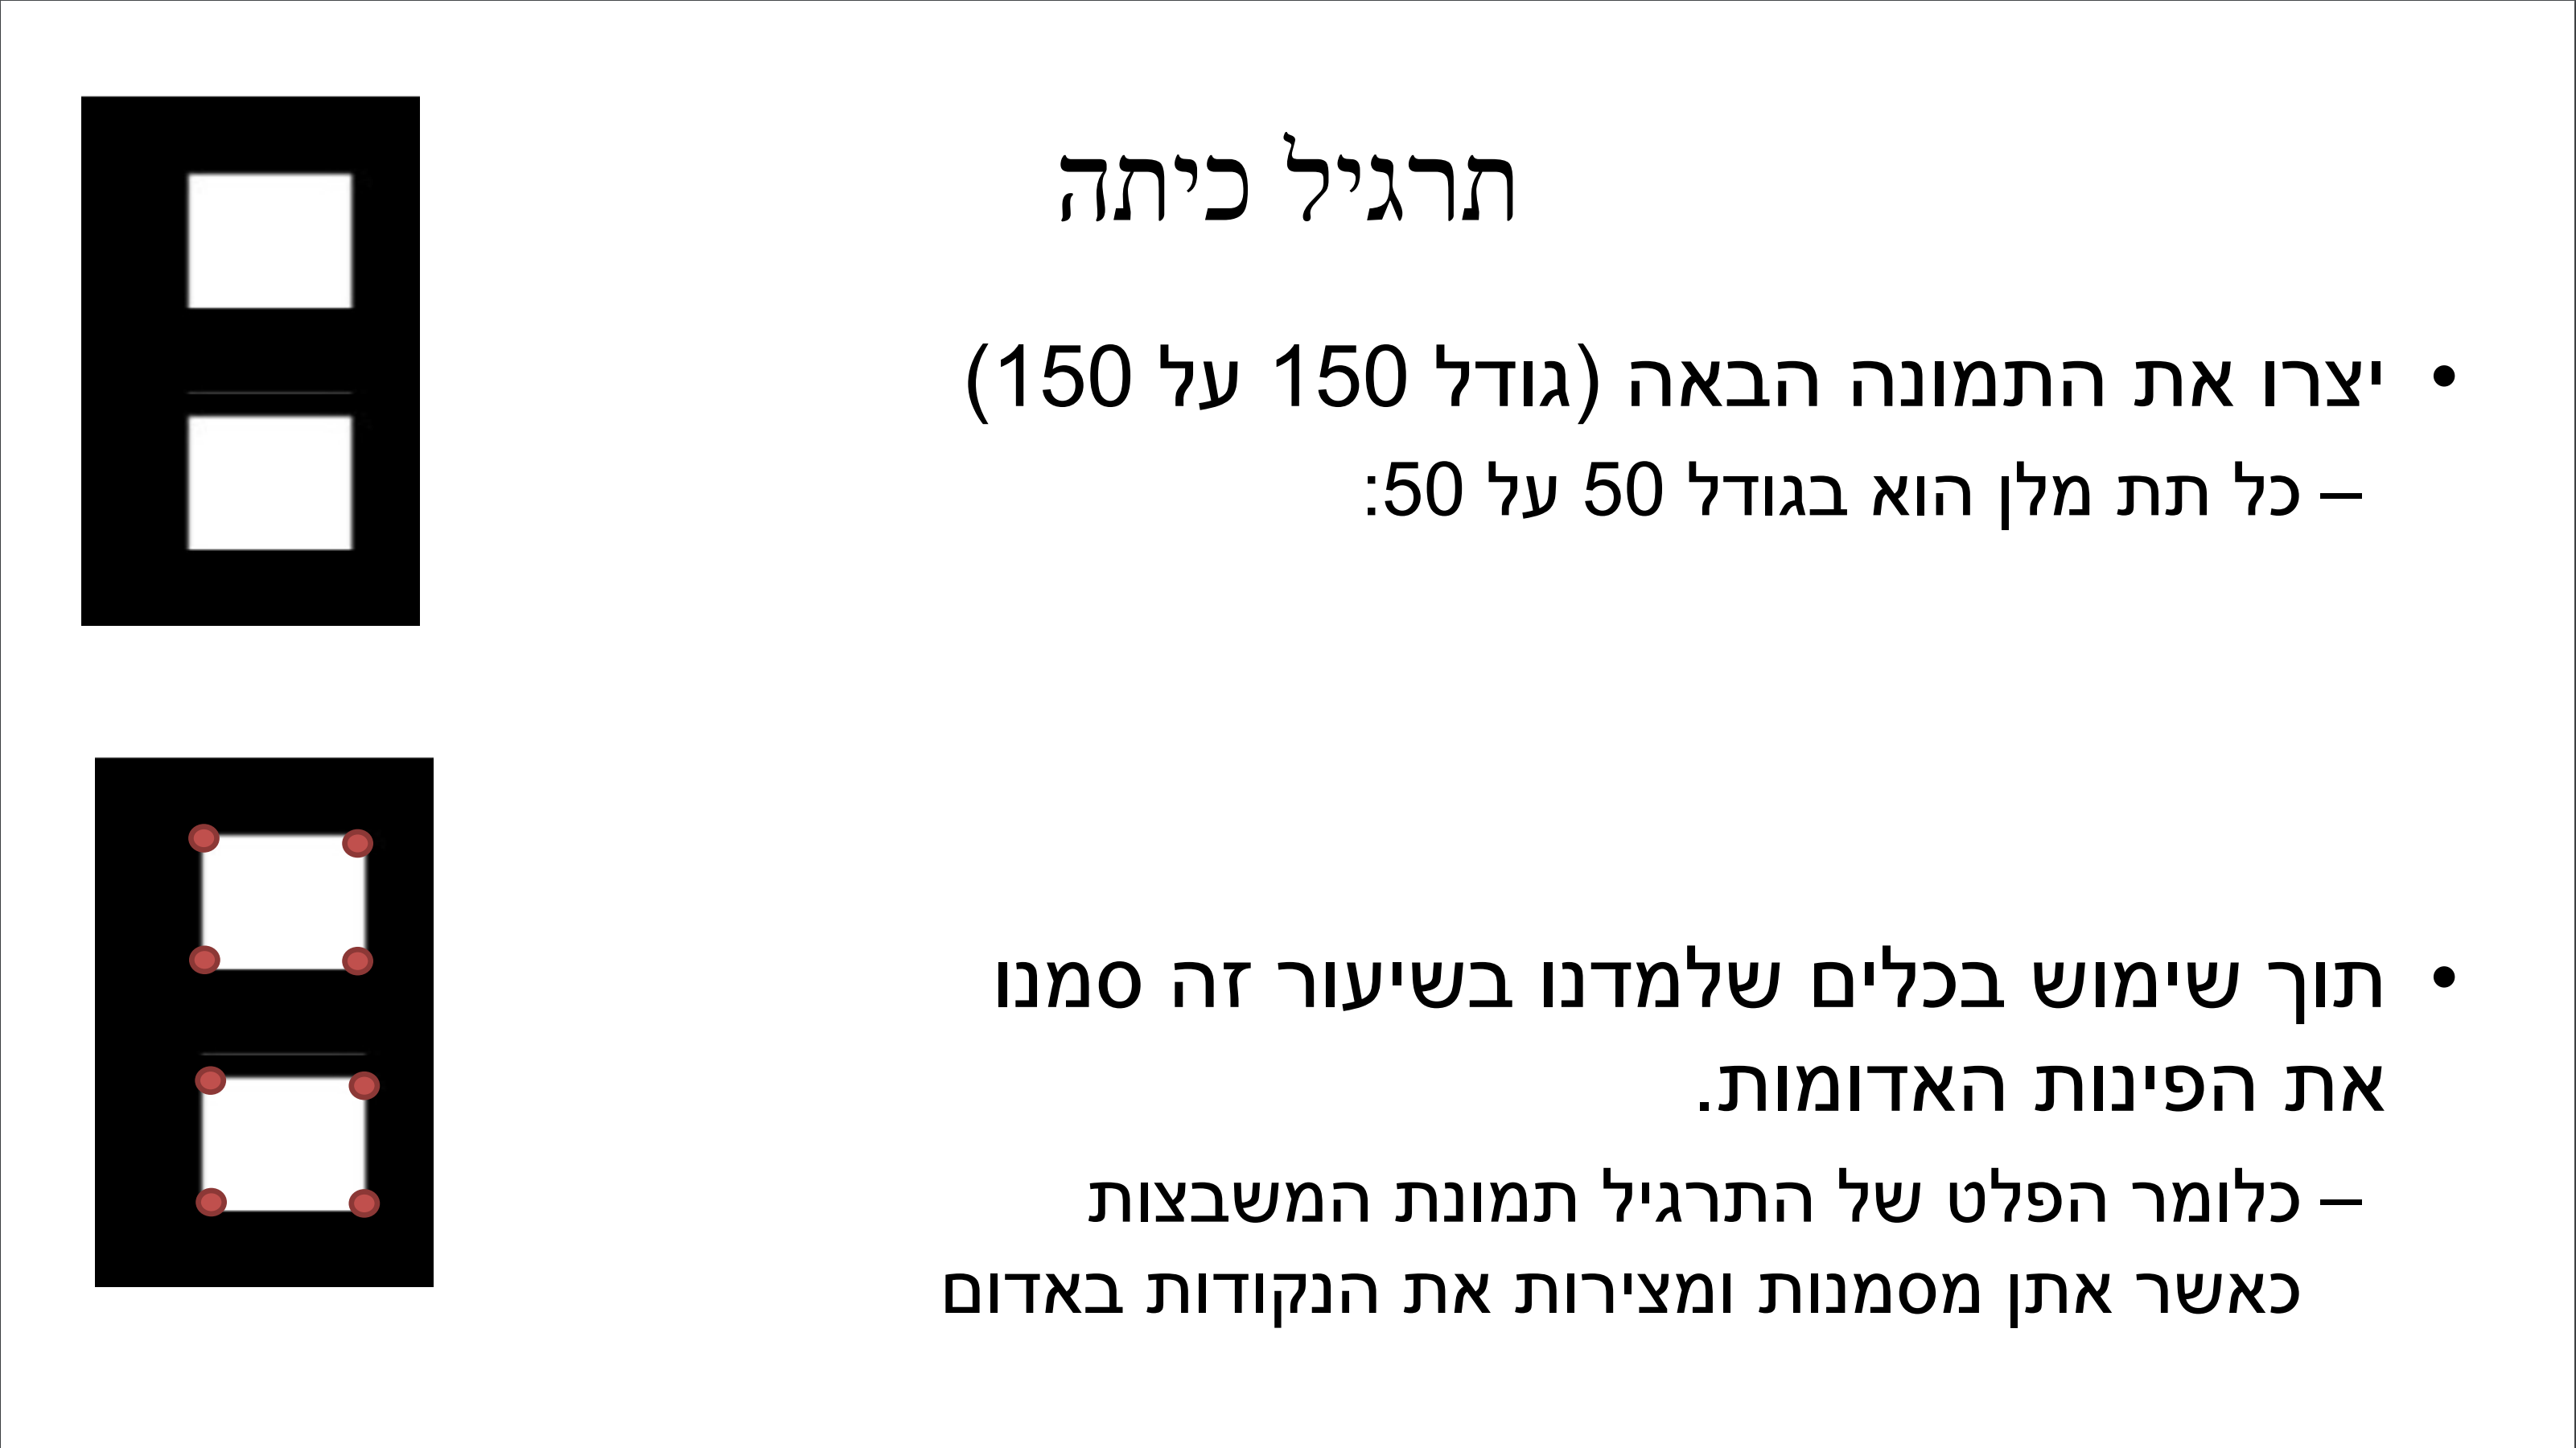 תרגיל כיתה
• יצרו את התמונה הבאה (גודל 150 על 150)
– כל תת מלן הוא בגודל 50 על 50:
• תוך שימוש בכלים שלמדנו בשיעור זה סמנו
את הפינות האדומות.
– כלומר הפלט של התרגיל תמונת המשבצות
כאשר אתן מסמנות ומצירות את הנקודות באדום